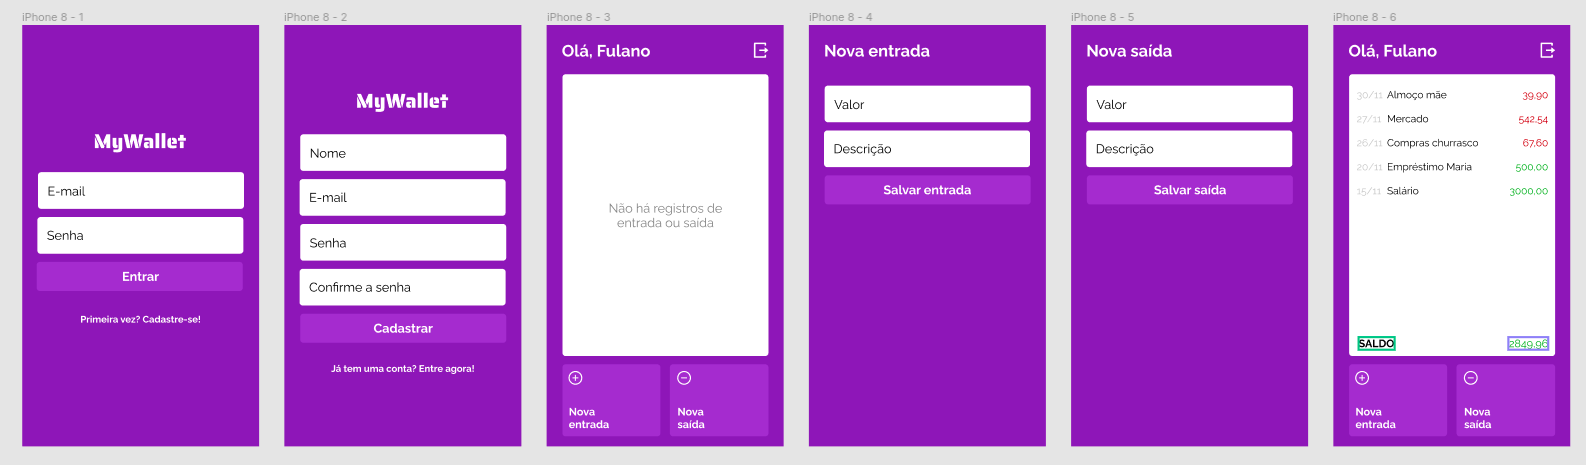 iPhone 8 - 1
MyWallet
E-mail
Senha
Entrar
Primeira vez? Cadastre-se!
iPhone 8 - 2
MyWallet
Nome
E-mail
Senha
Confirme a senha
Cadastrar
Já tem uma conta? Entre agora!
iPhone 8 - 3
Olá, Fulano
Não há registros de
entrada ou saída
Nova
entrada
Nova
saída
iPhone 8 - 4
Nova entrada
Valor
Descrição
Salvar entrada
iPhone 8 - 5
Nova saída
Valor
Descrição
Salvar saída
iPhone 8 - 6
Olá, Fulano
30/11 Almoço mãe 39,90
27/11 Mercado 542,54
26/11 Compras churrasco 67,60
20/11 Empréstimo Maria 500,00
15/11 Salário 3000,00
SALDO 2849,96
Nova
entrada
Nova
saída